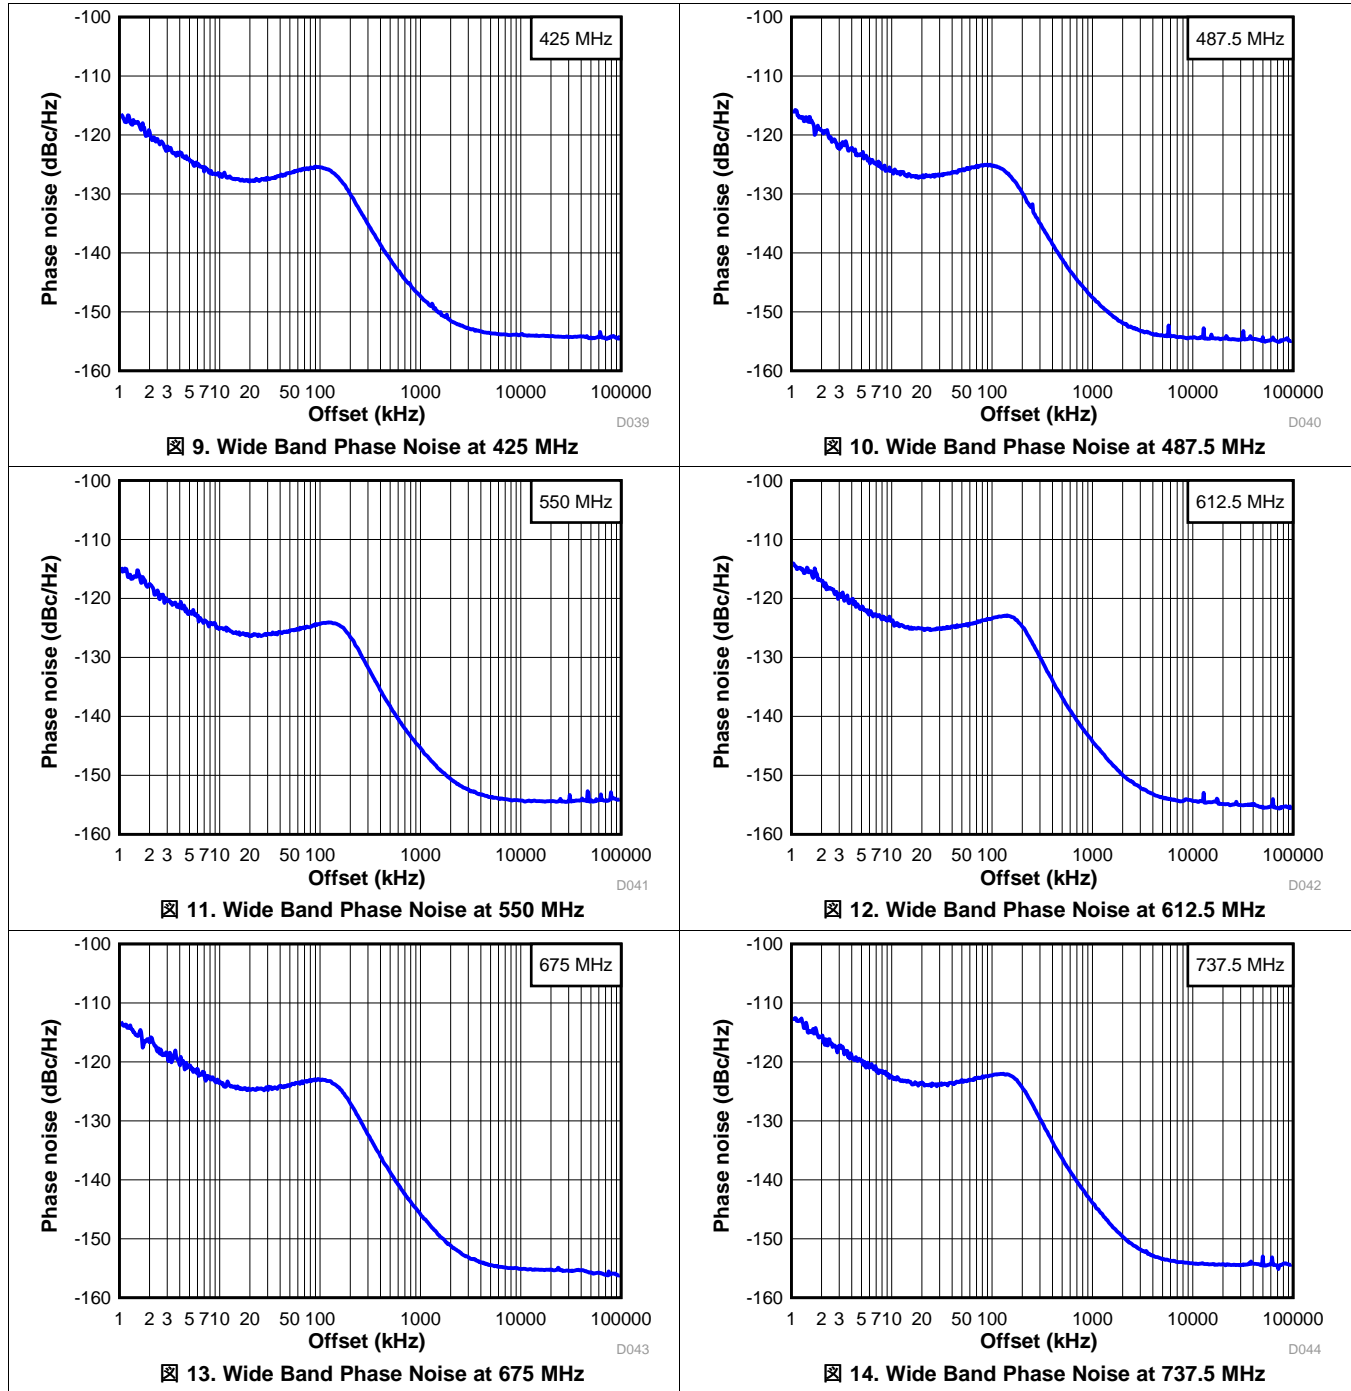 -100
-110
-120
-130
-140
-150
-160
Phase noise (dBc/Hz)
425 MHz
1 2 3 5 7 10 20 50 100 1000 10000 100000
Offset (kHz)
D039
図 9. Wide Band Phase Noise at 425 MHz
-100
-110
-120
-130
-140
-150
-160
Phase noise (dBc/Hz)
487.5 MHz
1 2 3 5 7 10 20 50 100 1000 10000 100000
Offset (kHz)
D040
図 10. Wide Band Phase Noise at 487.5 MHz
-100
-110
-120
-130
-140
-150
-160
Phase noise (dBc/Hz)
550 MHz
1 2 3 5 7 10 20 50 100 1000 10000 100000
Offset (kHz)
D041
図 11. Wide Band Phase Noise at 550 MHz
-100
-110
-120
-130
-140
-150
-160
Phase noise (dBc/Hz)
612.5 MHz
1 2 3 5 7 10 20 50 100 1000 10000 100000
Offset (kHz)
D042
図 12. Wide Band Phase Noise at 612.5 MHz
-100
-110
-120
-130
-140
-150
-160
Phase noise (dBc/Hz)
675 MHz
1 2 3 5 7 10 20 50 100 1000 10000 100000
Offset (kHz)
D043
図 13. Wide Band Phase Noise at 675 MHz
-100
-110
-120
-130
-140
-150
-160
Phase noise (dBc/Hz)
737.5 MHz
1 2 3 5 7 10 20 50 100 1000 10000 100000
Offset (kHz)
D044
図 14. Wide Band Phase Noise at 737.5 MHz